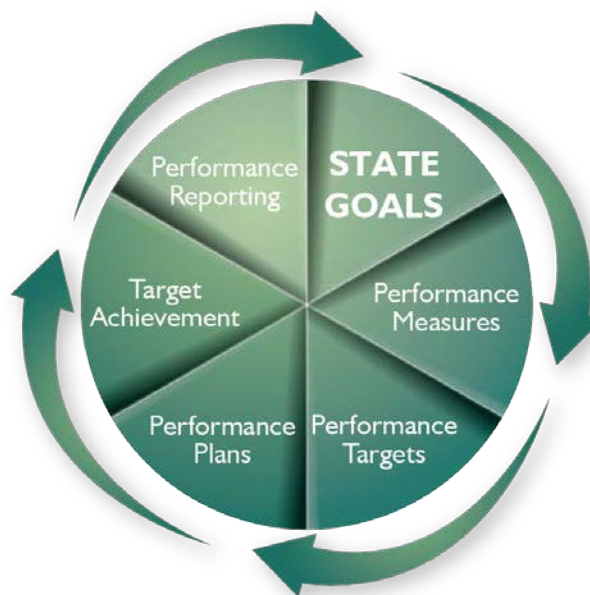 STATE
GOALS
Performance
Measures
Performance
Targets
Performance
Plans
Target
Achievement
Performance
Reporting